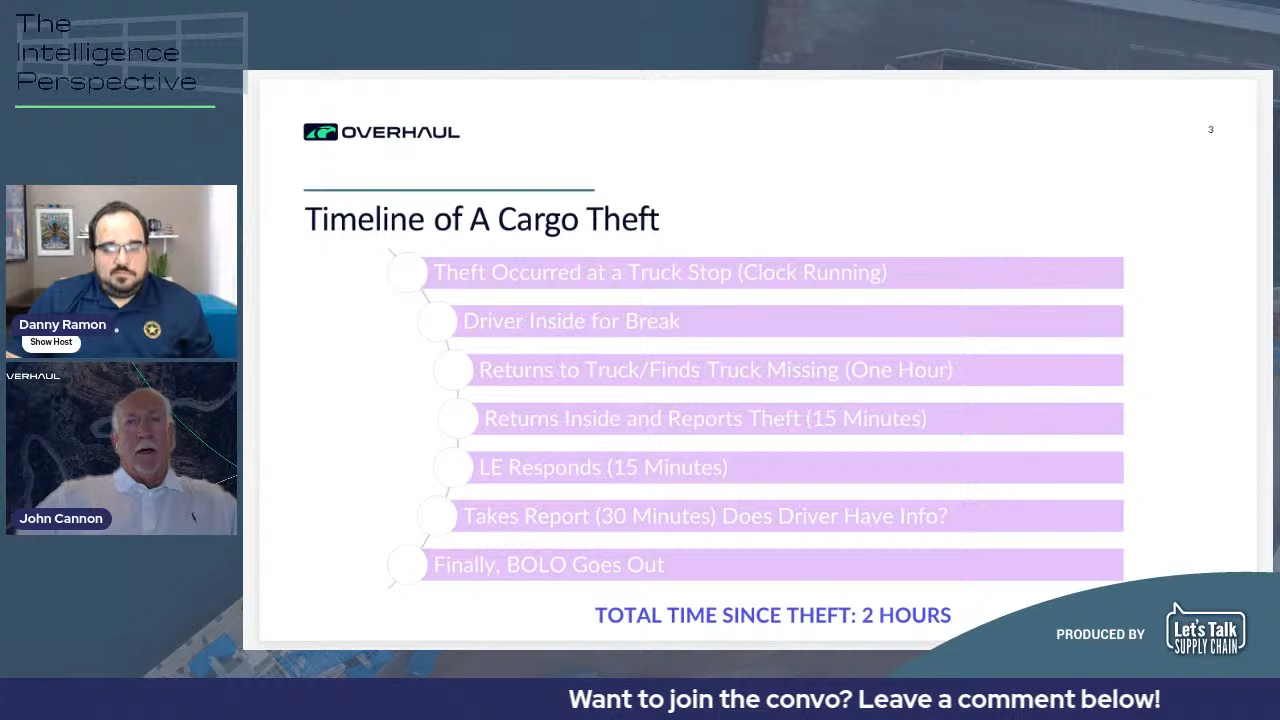 The
Intelligence
Perspective
OVERHAUL
3
Timeline of A Cargo Theft
Theft Occurred at a Truck Stop (Clock Running)
Driver Inside for Break
Returns to Truck/Finds Truck Missing (One Hour)
Returns Inside and Reports Theft (15 Minutes)
LE Responds (15 Minutes)
Takes Report (30 Minutes) Does Driver Have Info?
Finally, BOLO Goes Out
TOTAL TIME SINCE THEFT: 2 HOURS
Danny Ramon
Show Host
VERHAUL
John Cannon
PRODUCED BY
Let's Talk
SUPPLY CHAIN
Want to join the convo? Leave a comment below!